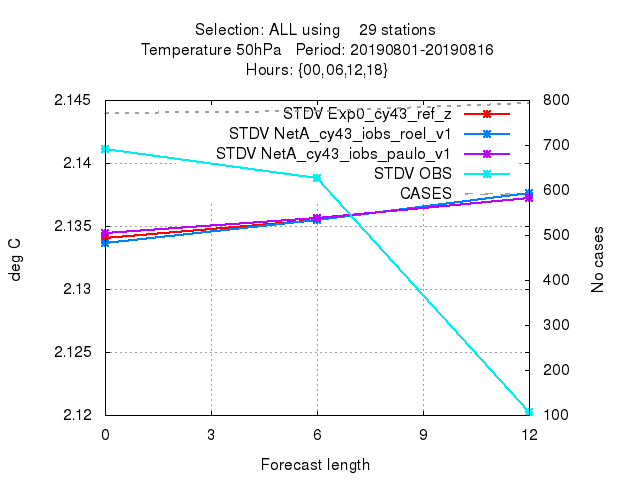 Selection: ALL using    29 stations
Temperature 50hPa   Period: 20190801-20190816
Hours: {00,06,12,18}
2.145
2.14
2.135
2.13
2.125
2.12
deg C
STDV Exp0_cy43_ref_z
STDV NetA_cy43_iobs_roel_v1
STDV NetA_cy43_iobs_paulo_v1
STDV OBS
CASES
800
700
600
500
400
300
200
100
No cases
0 3 6 9 12
Forecast length